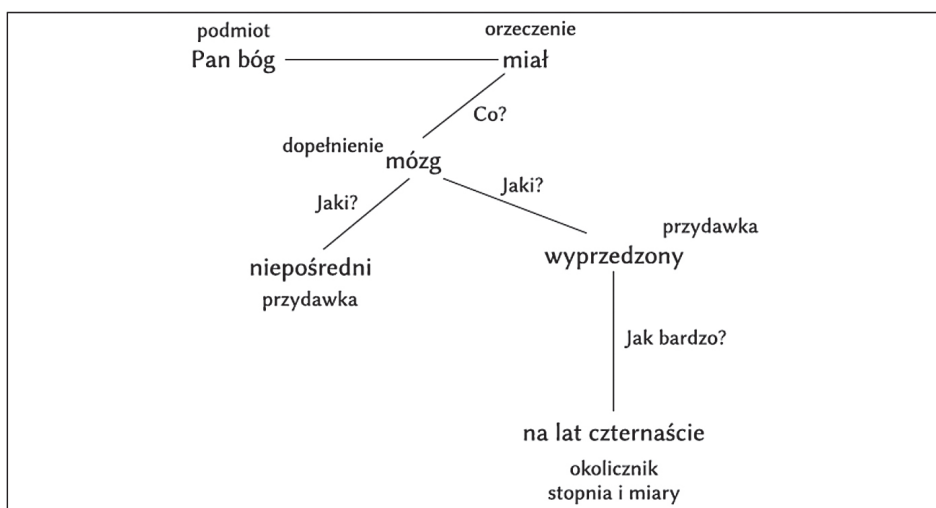 podmiot
orzeczenie
Pan bóg
miał
Co?
dopełnienie
mózg
Jaki?
Jaki?
przydawka
wyprzedzony
niepośredni
przydawka
Jak bardzo?
na lat czternaście
okolicznik
stopnia i miary